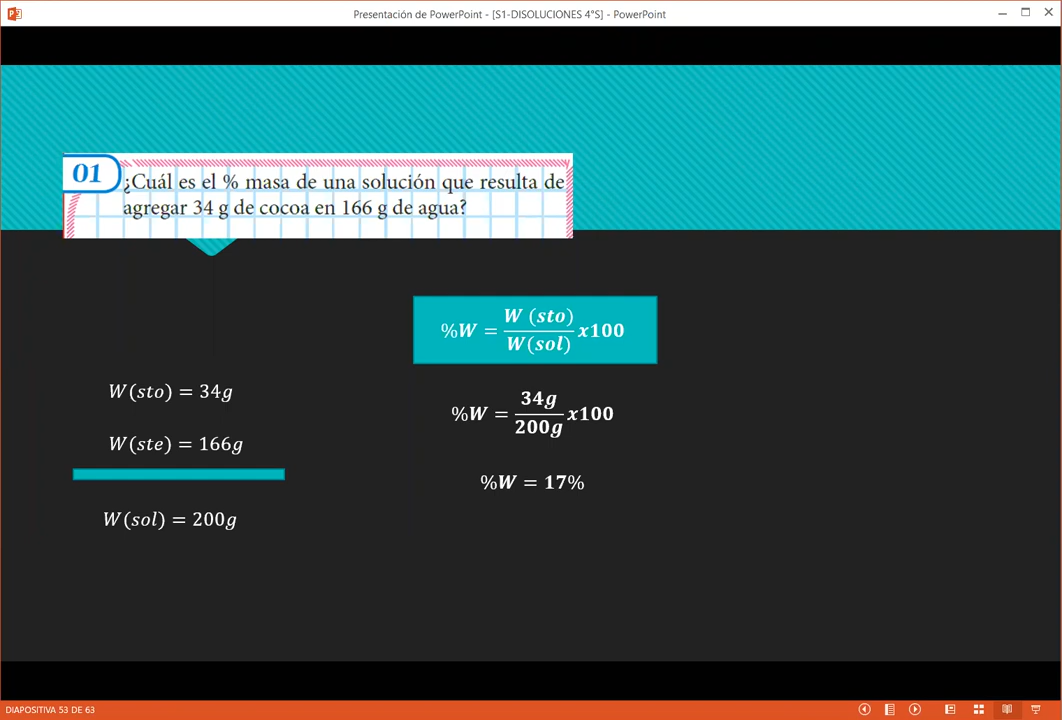 Presentación de PowerPoint - [S1-DISOLUCIONES 4°S] - PowerPoint
01
¿Cuál es el % masa de una solución que resulta de
agregar 34 g de cocoa en 166 g de agua?
%W = W (sto) / W(sol) x100
W(sto) = 34g
%W = 34g / 200g x100
W(ste) = 166g
%W = 17%
W(sol) = 200g
DIAPOSITIVA 53 DE 63